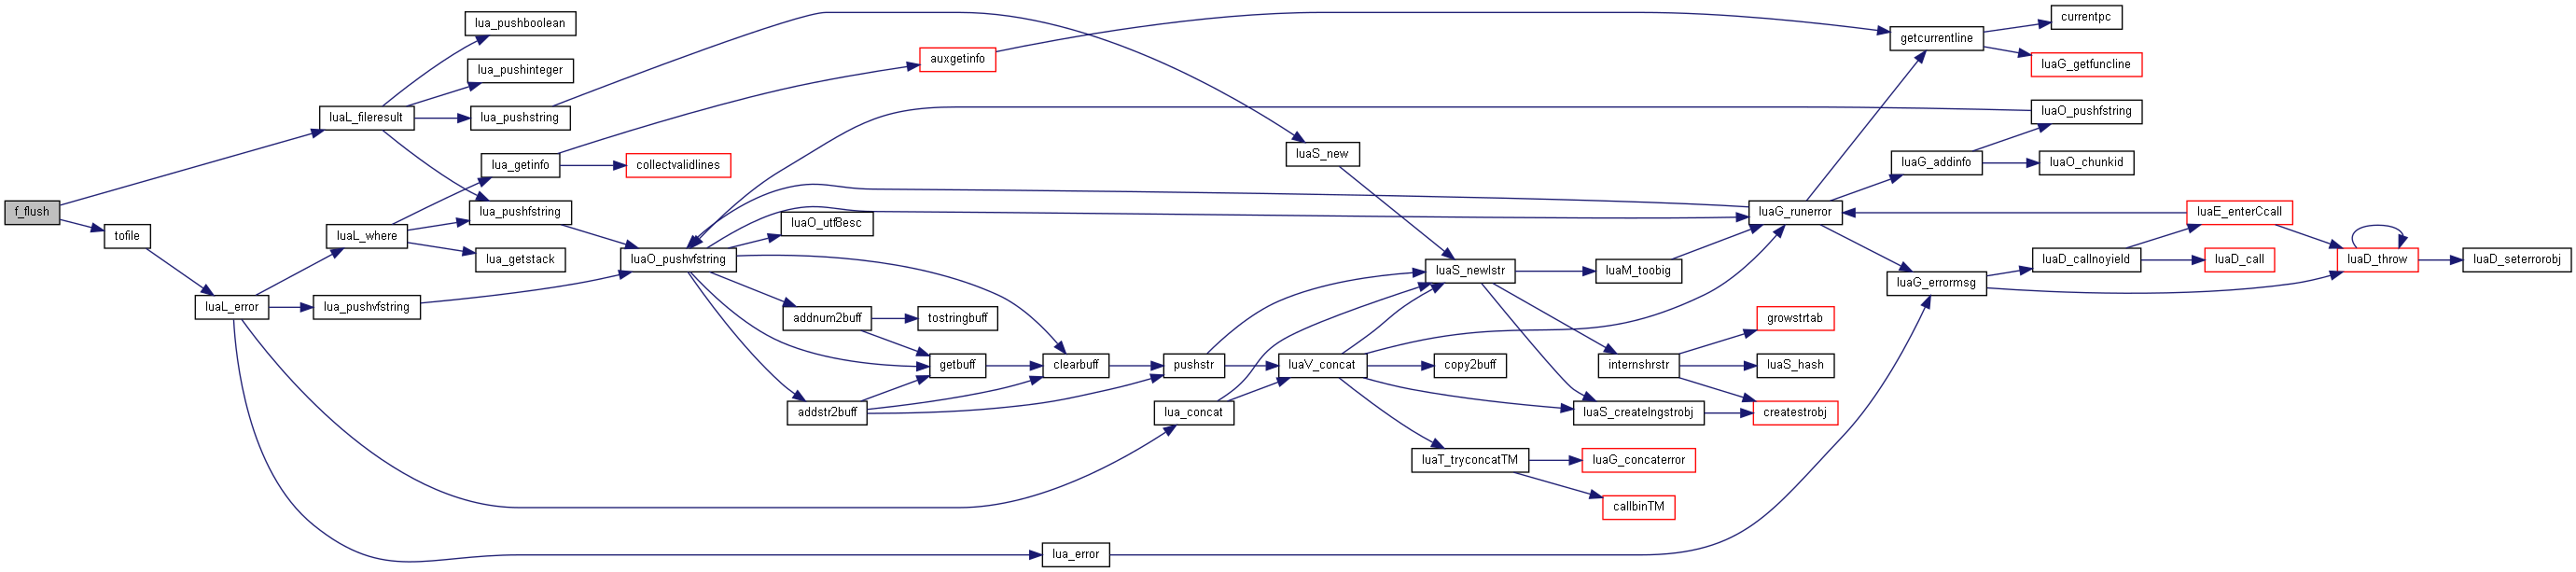 f_flush
luaL_fileresult
tofile
lua_pushboolean
lua_pushinteger
lua_pushstring
lua_getinfo
lua_pushfstring
luaL_where
lua_getstack
luaL_error
lua_pushvfstring
collectvalidlines
luaO_pushvfstring
auxgetinfo
luaO_utf8esc
addnum2buff
tostringbuff
getbuff
addstr2buff
clearbuff
pushstr
lua_concat
lua_error
luaS_new
luaS_newlstr
luaV_concat
copy2buff
luaT_tryconcatTM
luaM_toobig
internshrstr
luaS_createlngstrobj
luaG_concaterror
callbinTM
growstrtab
luaS_hash
createstrobj
luaG_runerror
getcurrentline
currentpc
luaG_getfuncline
luaO_pushfstring
luaG_addinfo
luaO_chunkid
luaG_errormsg
luaD_callnoyield
luaE_enterCcall
luaD_call
luaD_throw
luaD_seterrorobj